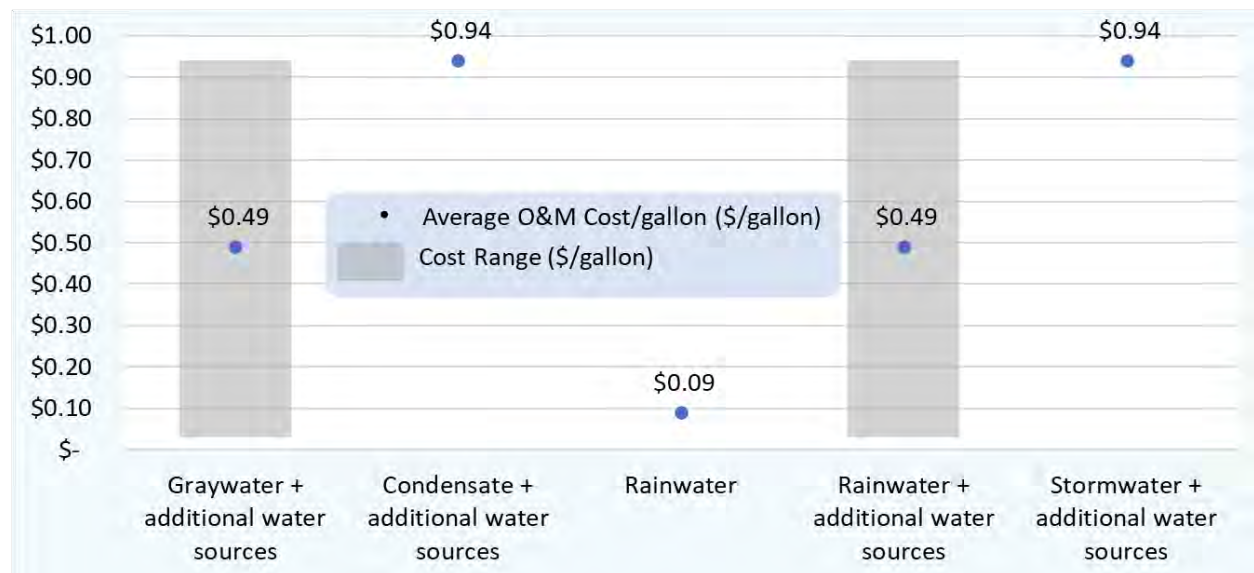 $1.00
$0.90
$0.80
$0.70
$0.60
$0.50
$0.40
$0.30
$0.20
$0.10
$-
$0.49
$0.94
$0.09
$0.49
$0.94
• Average O&M Cost/gallon ($/gallon)
Cost Range ($/gallon)
Graywater +
additional water
sources
Condensate +
additional water
sources
Rainwater
Rainwater +
additional water
sources
Stormwater +
additional water
sources